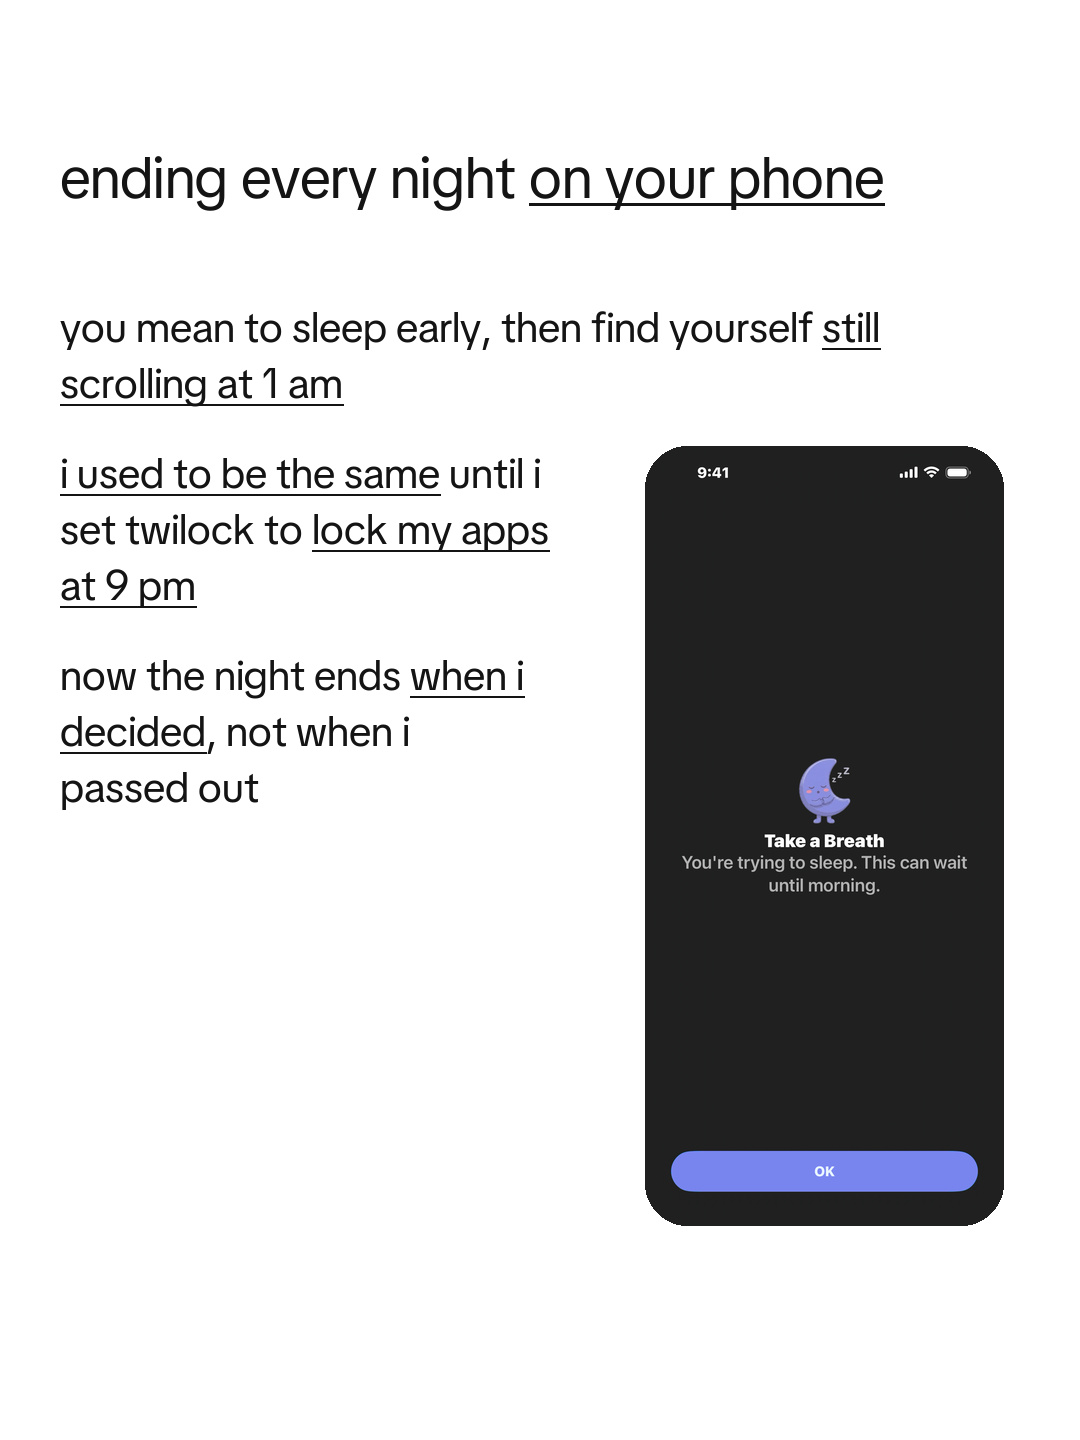 ending every night on your phone
you mean to sleep early, then find yourself still
scrolling at 1 am
i used to be the same until i
set twilock to lock my apps
at 9 pm
now the night ends when i
decided, not when i
passed out
9:41
z z z
Take a Breath
You're trying to sleep. This can wait
until morning.
OK